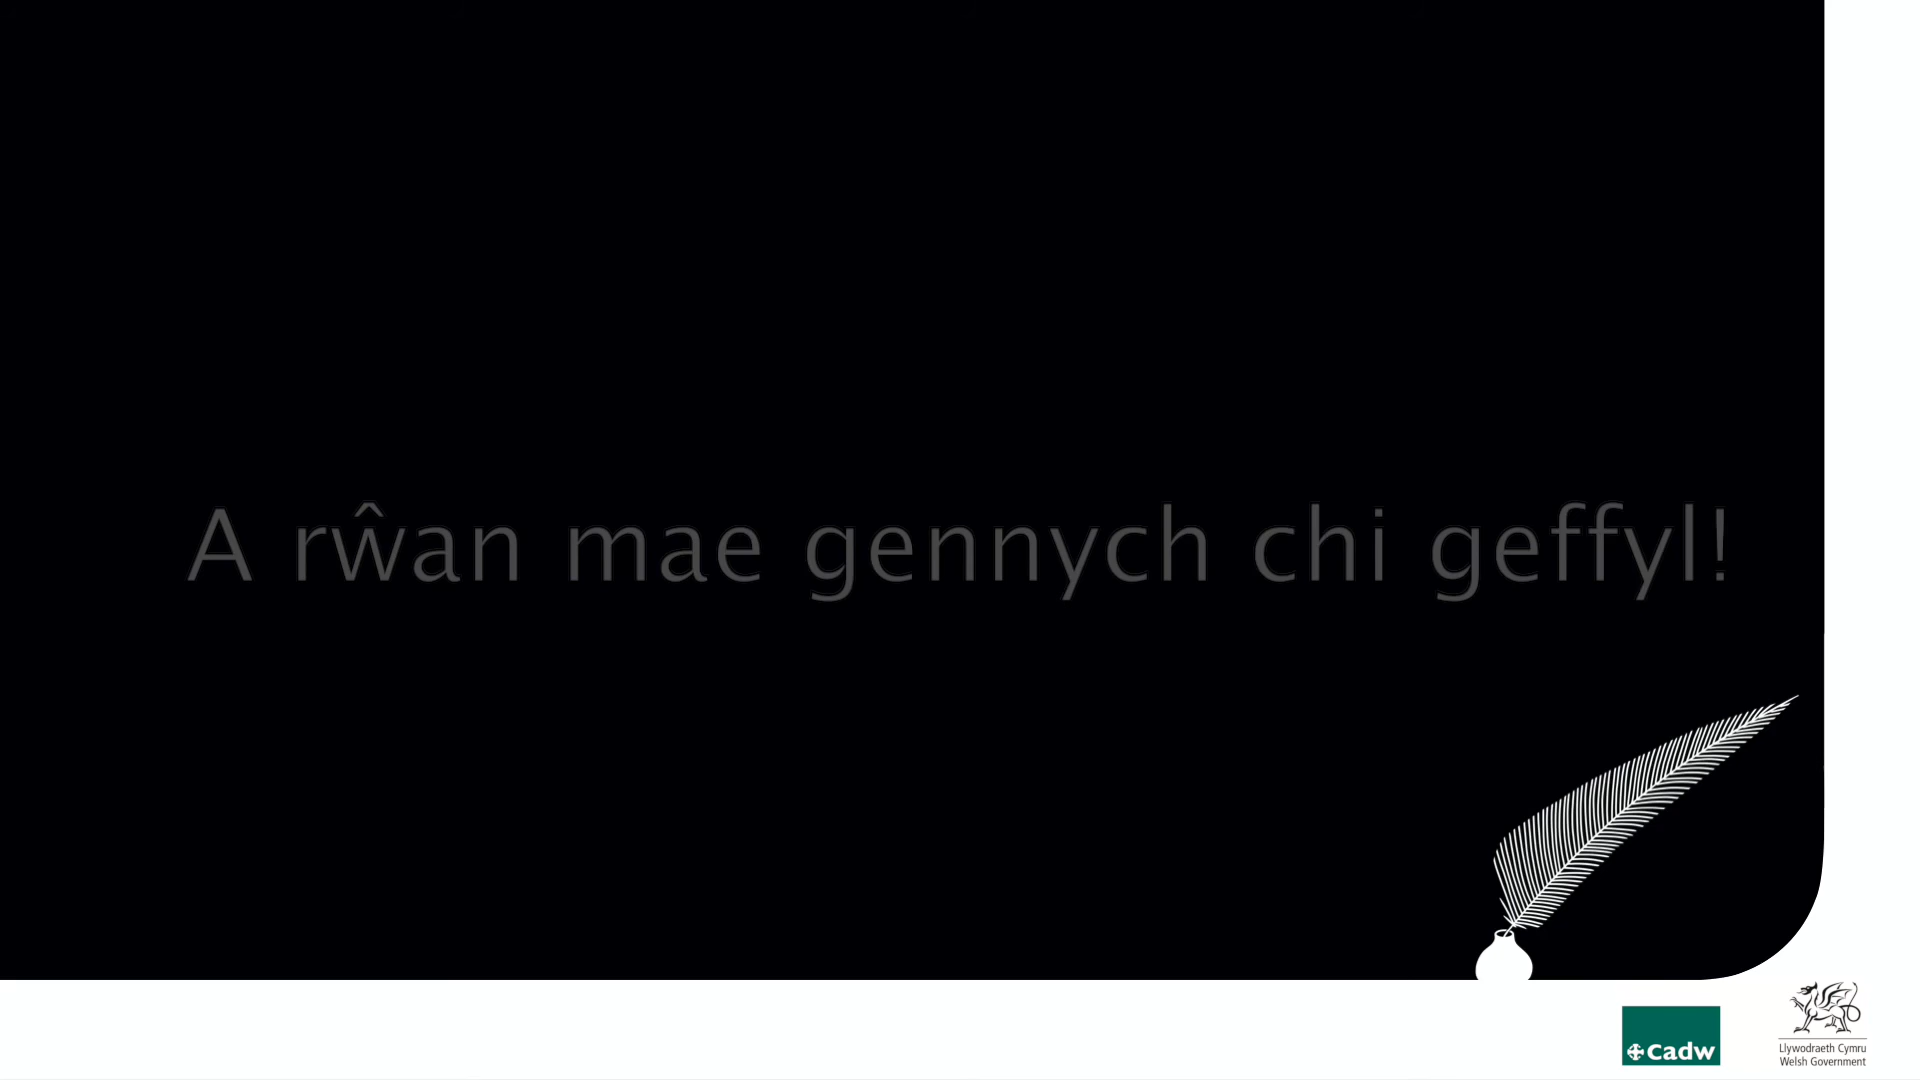 A rŵan mae gennych chi geffyl!
Cadw
Llywodraeth Cymru
Welsh Government